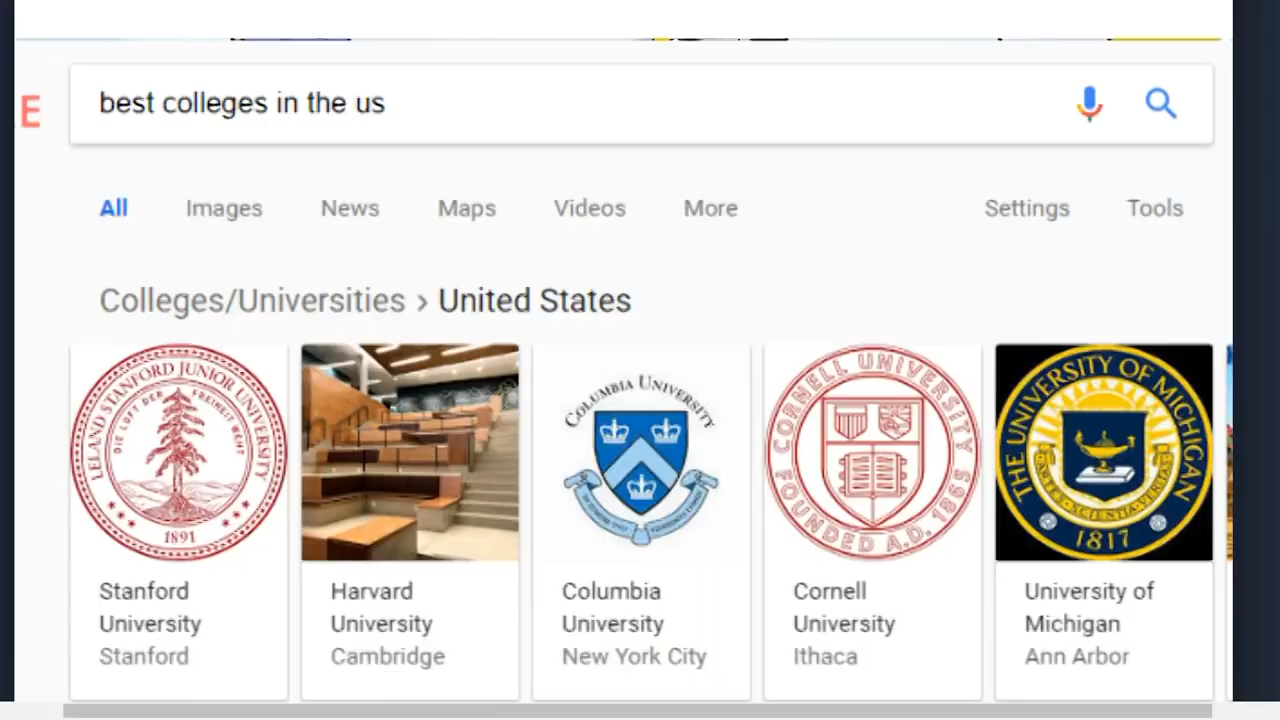 E
best colleges in the us
All Images News Maps Videos More Settings Tools
Colleges/Universities › United States
LELAND STANFORD JUNIOR UNIVERSITY
DIE LUFT DER FREIHEIT WEHT
1891
COLUMBIA UNIVERSITY
CORNELL UNIVERSITY
FOUNDED A.D. 1865
THE UNIVERSITY OF MICHIGAN
1817
Stanford University
Stanford
Harvard University
Cambridge
Columbia University
New York City
Cornell University
Ithaca
University of Michigan
Ann Arbor